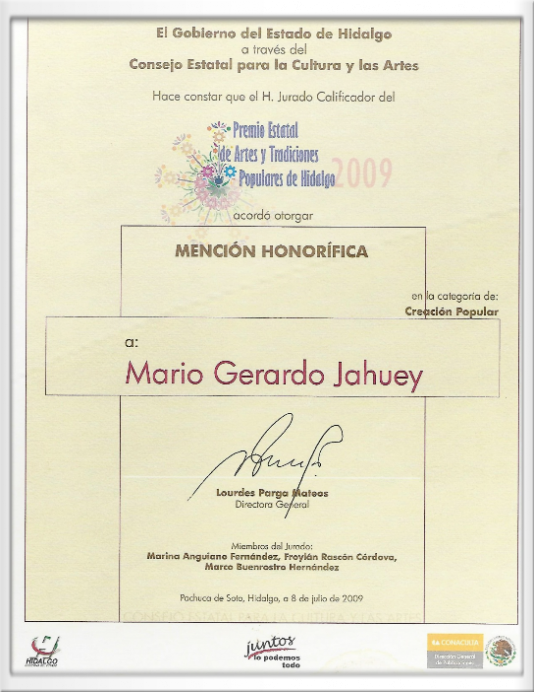 El Gobierno del Estado de Hidalgo
a través del
Consejo Estatal para la Cultura y las Artes
Hace constar que el H. Jurado Calificador del
Premio Estatal
de Artes y Tradiciones
Populares de Hidalgo 2009
acordó otorgar
MENCIÓN HONORÍFICA
en la categoría de:
Creación Popular
a:
Mario Gerardo Jahuey
Lourdes Parga Mateos
Directora General
Miembros del Jurado:
Marina Anguiano Fernández, Froylán Rascón Córdova,
Marco Buenrostro Hernández
Pachuca de Soto, Hidalgo, a 8 de julio de 2009
HIDALGO
juntos
lo podemos
todo
CONACULTA